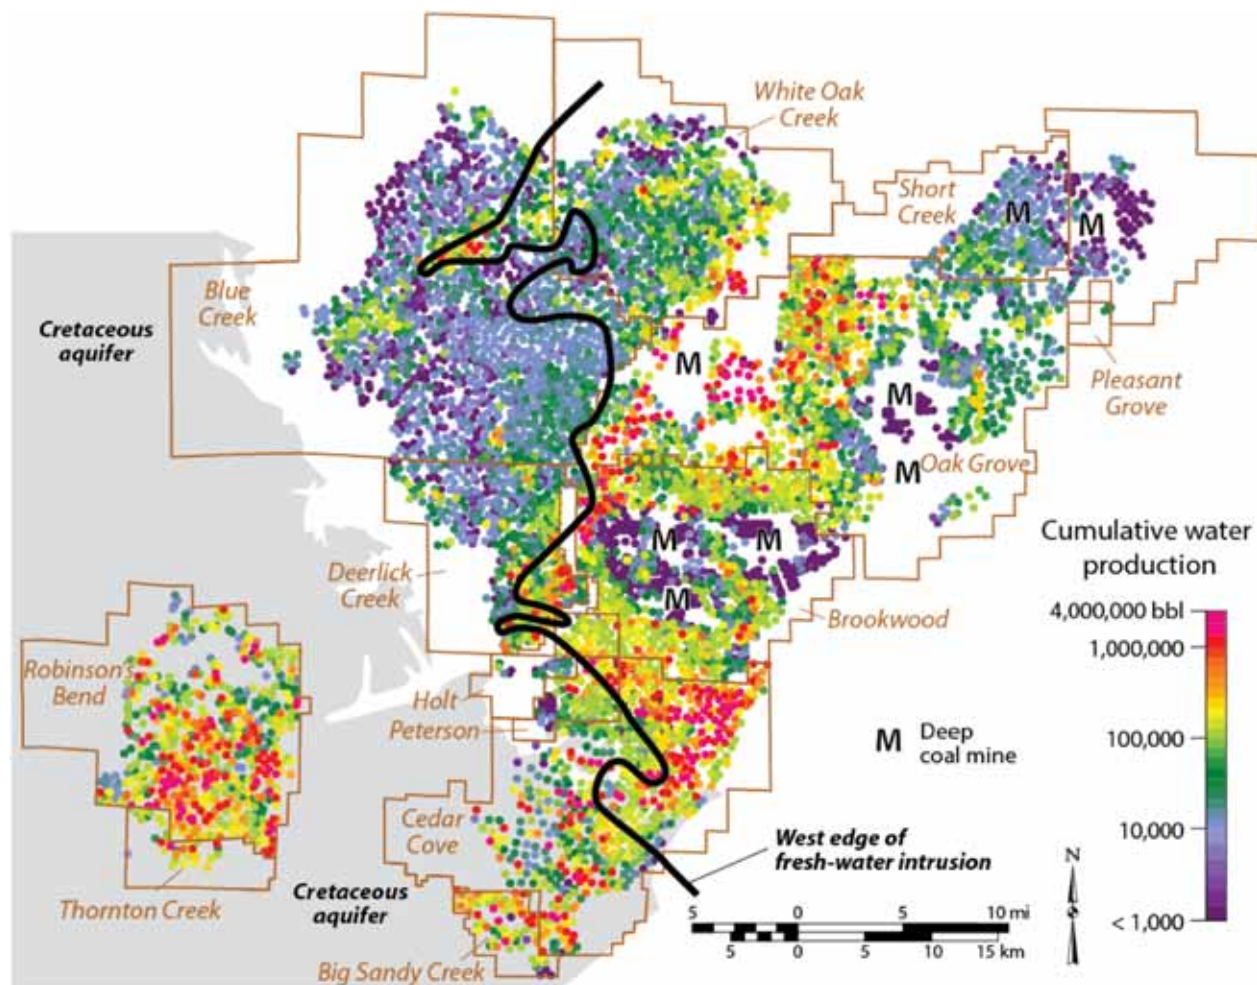 White Oak
Creek
Short
Creek
M
M
Blue
Creek
Cretaceous
aquifer
M
Pleasant
Grove
M
M
Oak Grove
Cumulative water
production
M
M
M
Deerlick
Creek
Brookwood
4,000,000 bbl
1,000,000
100,000
10,000
< 1,000
Robinson's
Bend
Holt
Peterson
M
Deep
coal mine
Cedar
Cove
West edge of
fresh-water intrusion
N
Thornton Creek
Cretaceous
aquifer
5 0 5 10 mi
5 0 5 10 15 km
Big Sandy Creek